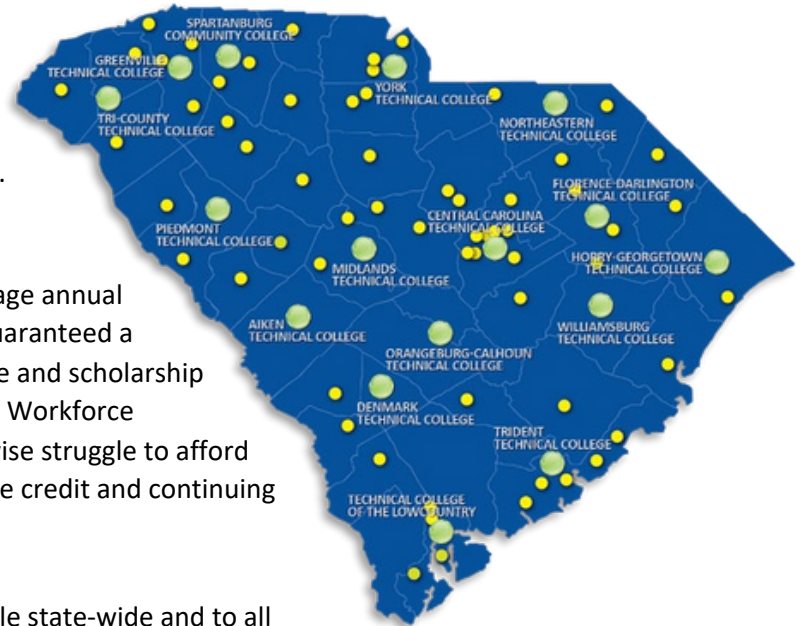 SPARTANBURG
COMMUNITY COLLEGE
GREENVILLE
TECHNICAL COLLEGE
YORK
TECHNICAL COLLEGE
NORTHEASTERN
TECHNICAL COLLEGE
TRI-COUNTY
TECHNICAL COLLEGE
.
FLORENCE-DARLINGTON
TECHNICAL COLLEGE
PIEDMONT
TECHNICAL COLLEGE
CENTRAL CAROLINA
TECHNICAL COLLEGE
MIDLANDS
TECHNICAL COLLEGE
HORRY-GEORGETOWN
TECHNICAL COLLEGE
AIKEN
TECHNICAL COLLEGE
WILLIAMSBURG
TECHNICAL COLLEGE
ORANGEBURG-CALHOUN
TECHNICAL COLLEGE
DENMARK
TECHNICAL COLLEGE
TRIDENT
TECHNICAL COLLEGE
TECHNICAL COLLEGE
OF THE LOWCOUNTRY
age annual
uaranteed a
e and scholarship
Workforce
ise struggle to afford
e credit and continuing
le state-wide and to all